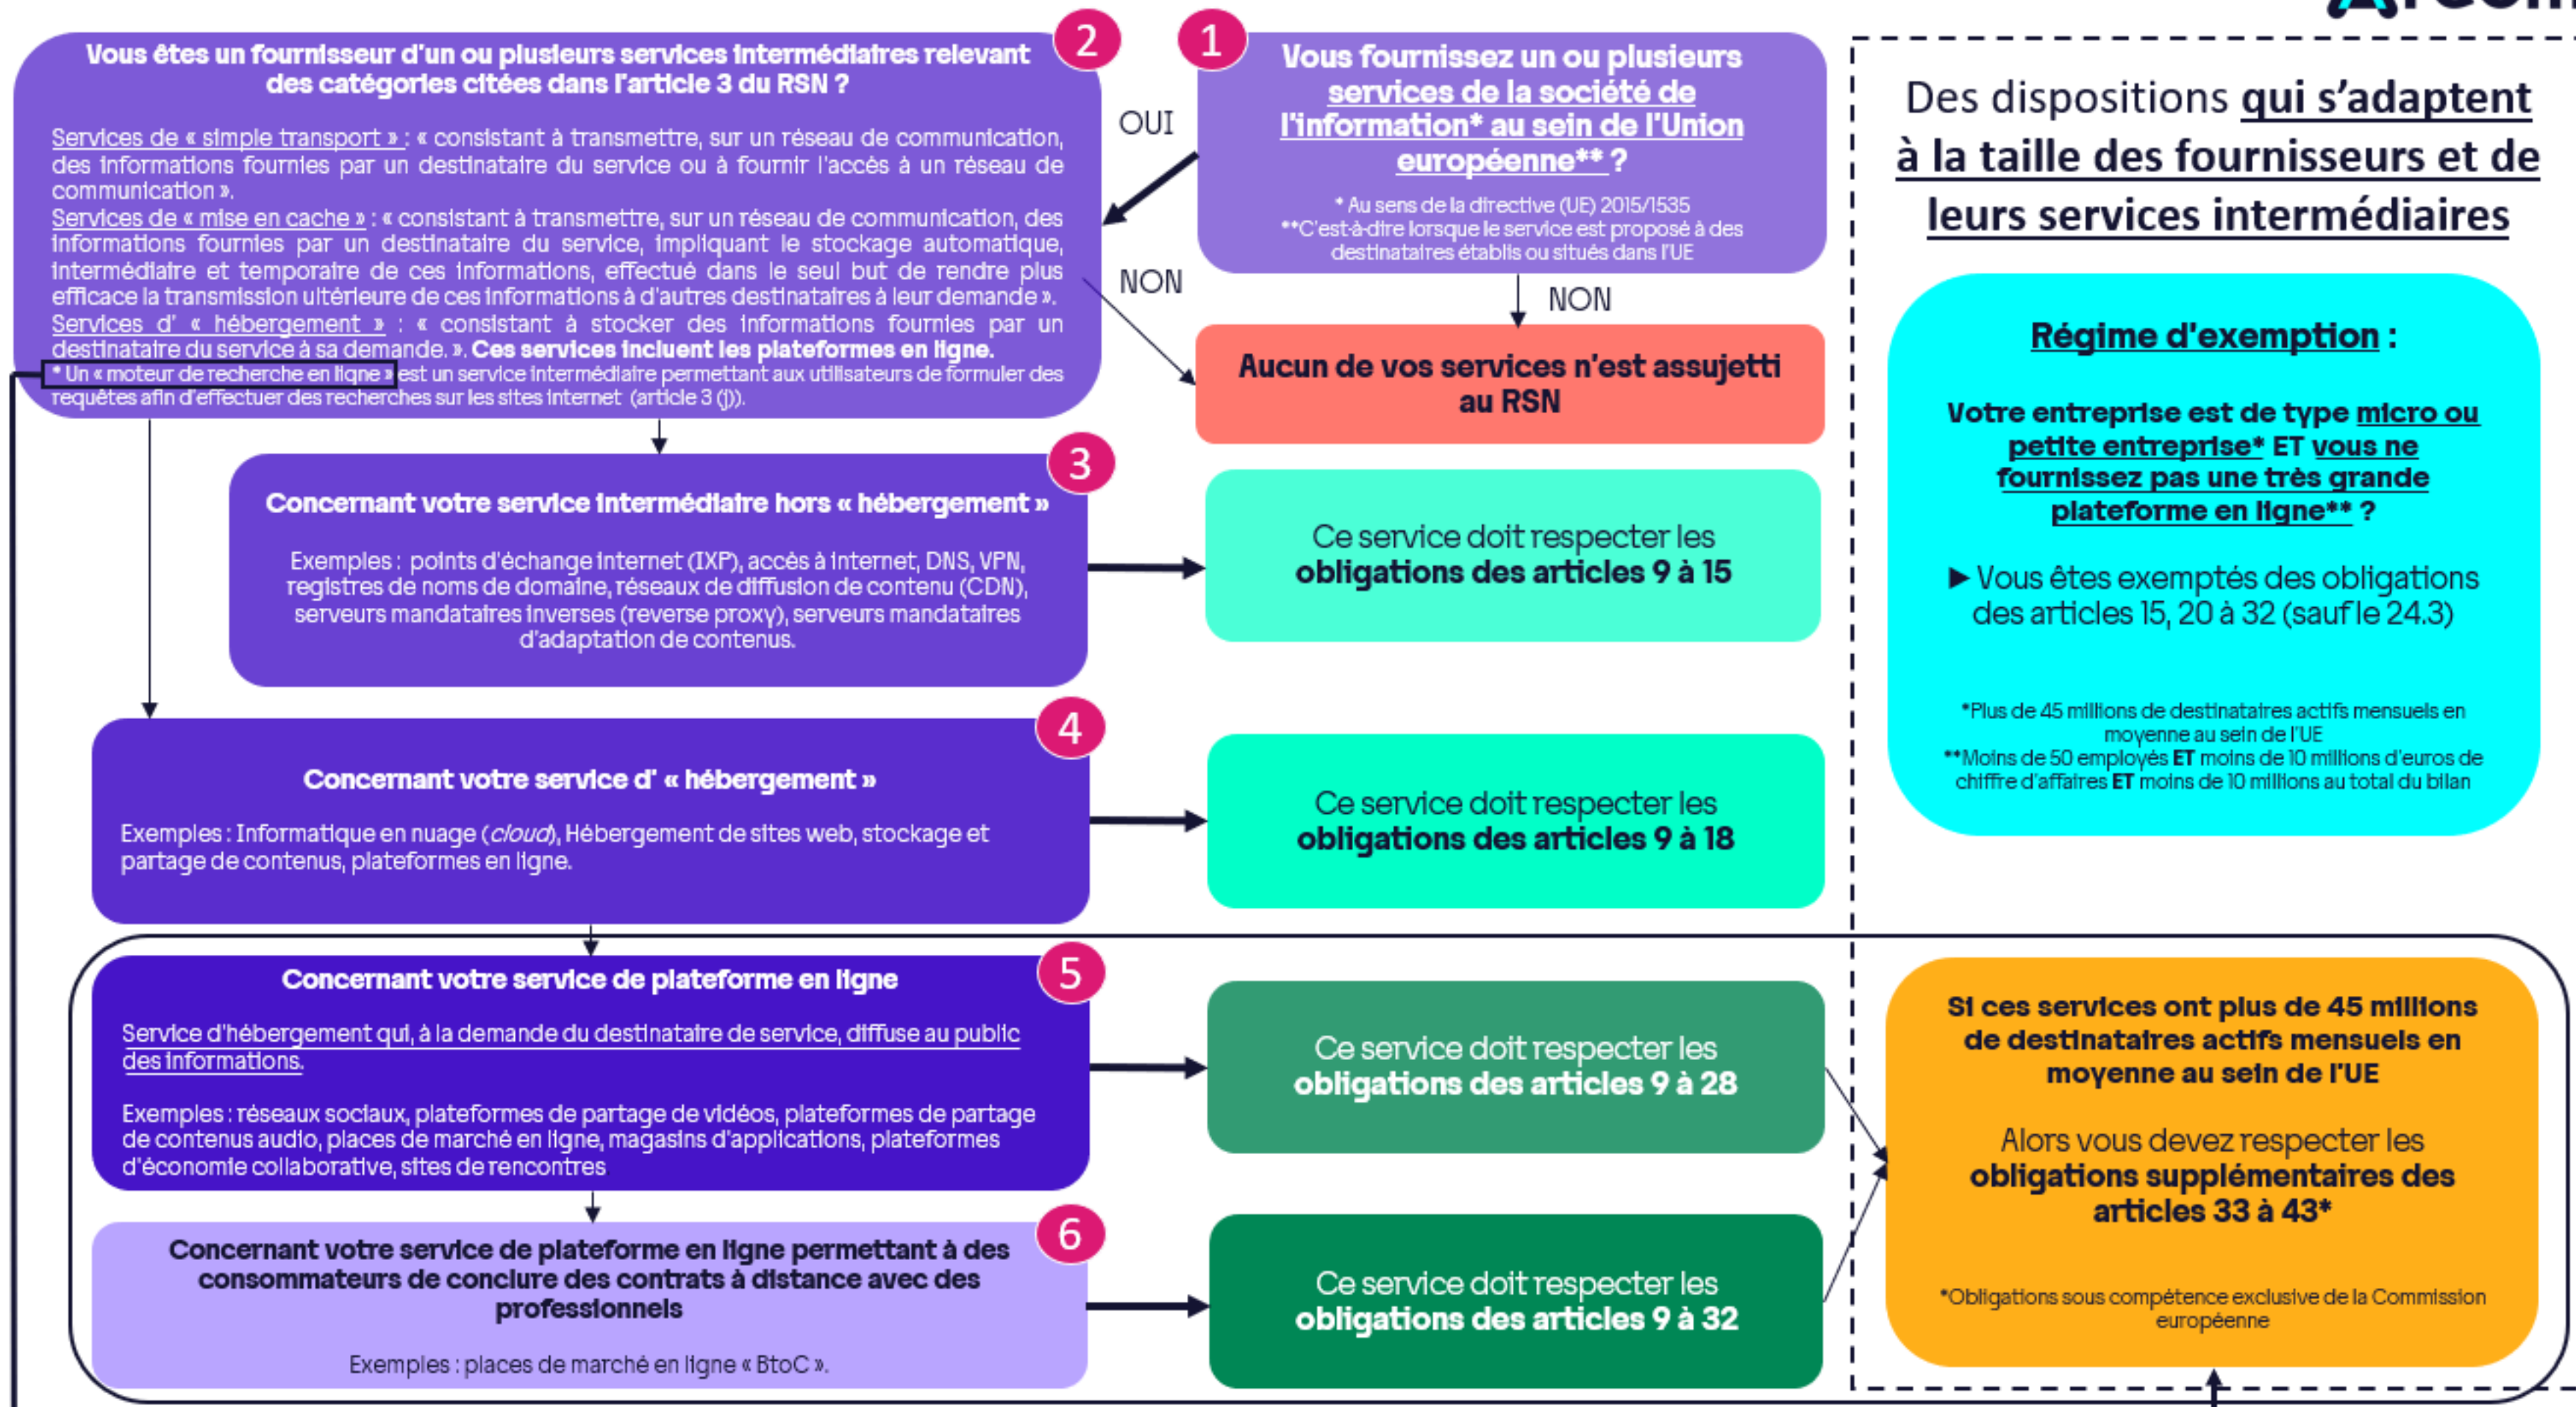 2
Vous êtes un fournisseur d'un ou plusieurs services intermédiaires relevant
des catégories citées dans l'article 3 du RSN ?
Services de « simple transport » : « consistant à transmettre, sur un réseau de communication,
des informations fournies par un destinataire du service ou à fournir l'accès à un réseau de
communication ».
Services de « mise en cache » : « consistant à transmettre, sur un réseau de communication, des
informations fournies par un destinataire du service, impliquant le stockage automatique,
intermédiaire et temporaire de ces informations, effectué dans le seul but de rendre plus
efficace la transmission ultérieure de ces informations à d'autres destinataires à leur demande ».
Services d' « hébergement » : « consistant à stocker des informations fournies par un
destinataire du service à sa demande. ». Ces services incluent les plateformes en ligne.
* Un « moteur de recherche en ligne » est un service intermédiaire permettant aux utilisateurs de formuler des
requêtes afin d'effectuer des recherches sur les sites internet (article 3 (j)).
OUI
NON
1
Vous fournissez un ou plusieurs
services de la société de
l'information* au sein de l'Union
européenne** ?
* Au sens de la directive (UE) 2015/1535
**C'est-à-dire lorsque le service est proposé à des
destinataires établis ou situés dans l'UE
NON
Aucun de vos services n'est assujetti
au RSN
3
Concernant votre service intermédiaire hors « hébergement »
Exemples : points d'échange internet (IXP), accès à internet, DNS, VPN,
registres de noms de domaine, réseaux de diffusion de contenu (CDN),
serveurs mandataires inverses (reverse proxy), serveurs mandataires
d'adaptation de contenus.
Ce service doit respecter les
obligations des articles 9 à 15
4
Concernant votre service d' « hébergement »
Exemples : Informatique en nuage (cloud), Hébergement de sites web, stockage et
partage de contenus, plateformes en ligne.
Ce service doit respecter les
obligations des articles 9 à 18
5
Concernant votre service de plateforme en ligne
Service d'hébergement qui, à la demande du destinataire de service, diffuse au public
des informations.
Exemples : réseaux sociaux, plateformes de partage de vidéos, plateformes de partage
de contenus audio, places de marché en ligne, magasins d'applications, plateformes
d'économie collaborative, sites de rencontres
Ce service doit respecter les
obligations des articles 9 à 28
6
Concernant votre service de plateforme en ligne permettant à des
consommateurs de conclure des contrats à distance avec des
professionnels
Exemples : places de marché en ligne « BtoC ».
Ce service doit respecter les
obligations des articles 9 à 32
Des dispositions qui s'adaptent
à la taille des fournisseurs et de
leurs services intermédiaires
Régime d'exemption :
Votre entreprise est de type micro ou
petite entreprise* ET vous ne
fournissez pas une très grande
plateforme en ligne** ?
►Vous êtes exemptés des obligations
des articles 15, 20 à 32 (sauf le 24.3)
*Plus de 45 millions de destinataires actifs mensuels en
moyenne au sein de l'UE
**Moins de 50 employés ET moins de 10 millions d'euros de
chiffre d'affaires ET moins de 10 millions au total du bilan
Si ces services ont plus de 45 millions
de destinataires actifs mensuels en
moyenne au sein de l'UE
Alors vous devez respecter les
obligations supplémentaires des
articles 33 à 43*
*Obligations sous compétence exclusive de la Commission
européenne